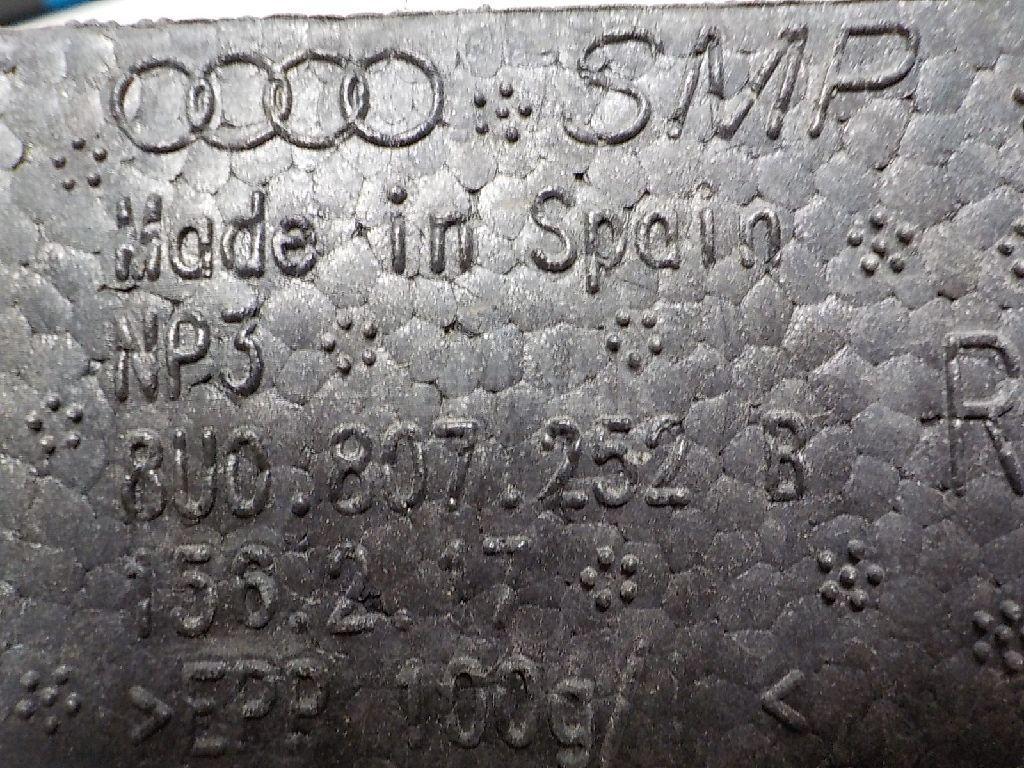 SMP
Made in Spain
NP3
R
8U0.807.252 B
156.2. 17
>EPP 100g/ <